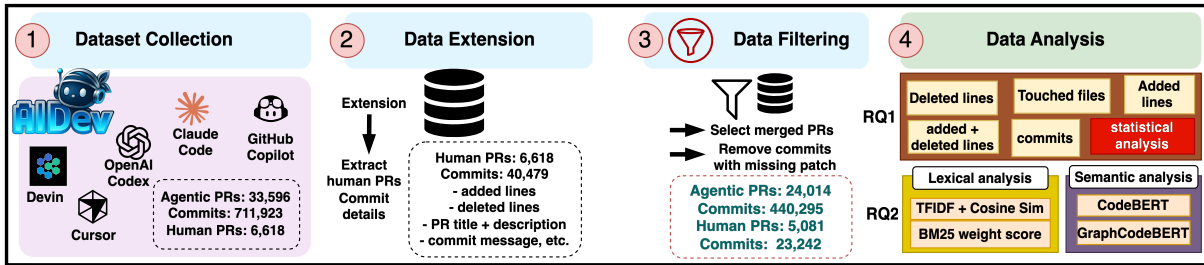 1
Dataset Collection
AIDev
Claude
Code
GitHub
Copilot
OpenAI
Codex
Devin
Cursor
Agentic PRs: 33,596
Commits: 711,923
Human PRs: 6,618
2
Data Extension
Extension
Extract
human PRs
Commit
details
Human PRs: 6,618
Commits: 40,479
- added lines
- deleted lines
- PR title + description
- commit message, etc.
3
Data Filtering
Select merged PRs
Remove commits
with missing patch
Agentic PRs: 24,014
Commits: 440,295
Human PRs: 5,081
Commits: 23,242
4
Data Analysis
RQ1
Deleted lines
Touched files
Added
lines
added +
deleted lines
commits
statistical
analysis
RQ2
Lexical analysis
TFIDF + Cosine Sim
BM25 weight score
Semantic analysis
CodeBERT
GraphCodeBERT